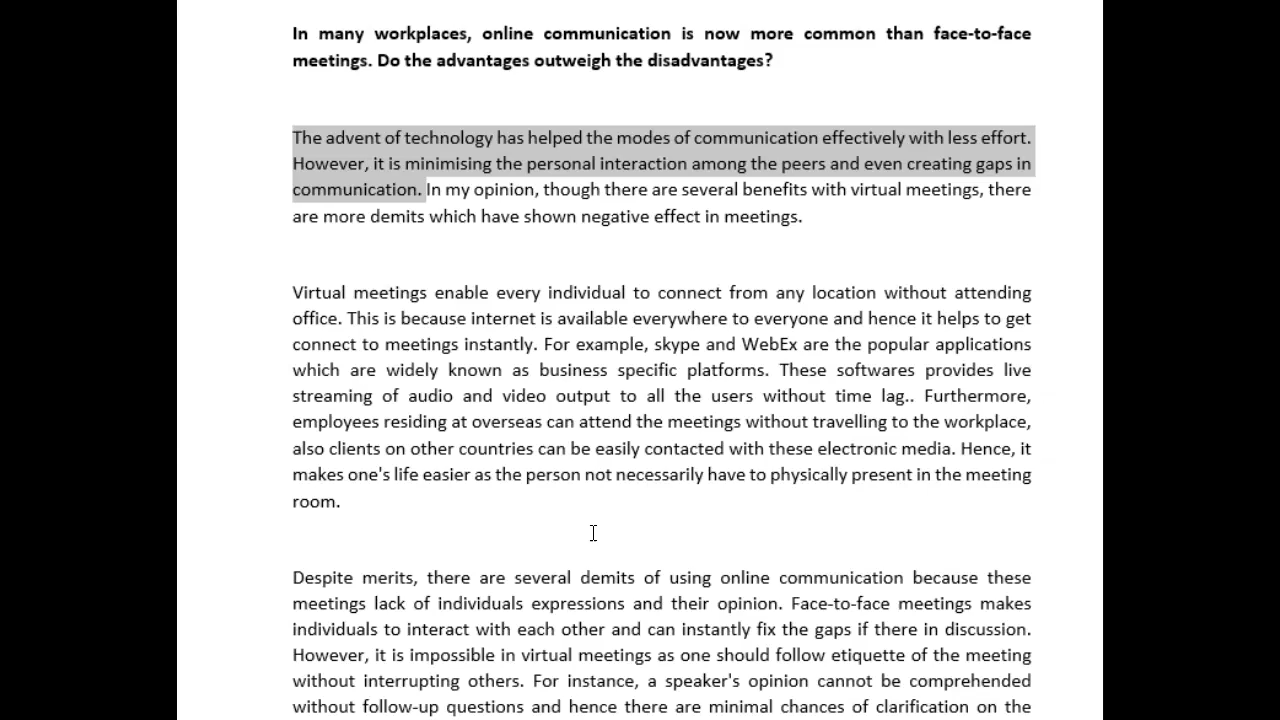 In many workplaces, online communication is now more common than face-to-face
meetings. Do the advantages outweigh the disadvantages?
The advent of technology has helped the modes of communication effectively with less effort.
However, it is minimising the personal interaction among the peers and even creating gaps in
communication. In my opinion, though there are several benefits with virtual meetings, there
are more demits which have shown negative effect in meetings.
Virtual meetings enable every individual to connect from any location without attending
office. This is because internet is available everywhere to everyone and hence it helps to get
connect to meetings instantly. For example, skype and WebEx are the popular applications
which are widely known as business specific platforms. These softwares provides live
streaming of audio and video output to all the users without time lag.. Furthermore,
employees residing at overseas can attend the meetings without travelling to the workplace,
also clients on other countries can be easily contacted with these electronic media. Hence, it
makes one's life easier as the person not necessarily have to physically present in the meeting
room.
Despite merits, there are several demits of using online communication because these
meetings lack of individuals expressions and their opinion. Face-to-face meetings makes
individuals to interact with each other and can instantly fix the gaps if there in discussion.
However, it is impossible in virtual meetings as one should follow etiquette of the meeting
without interrupting others. For instance, a speaker's opinion cannot be comprehended
without follow-up questions and hence there are minimal chances of clarification on the